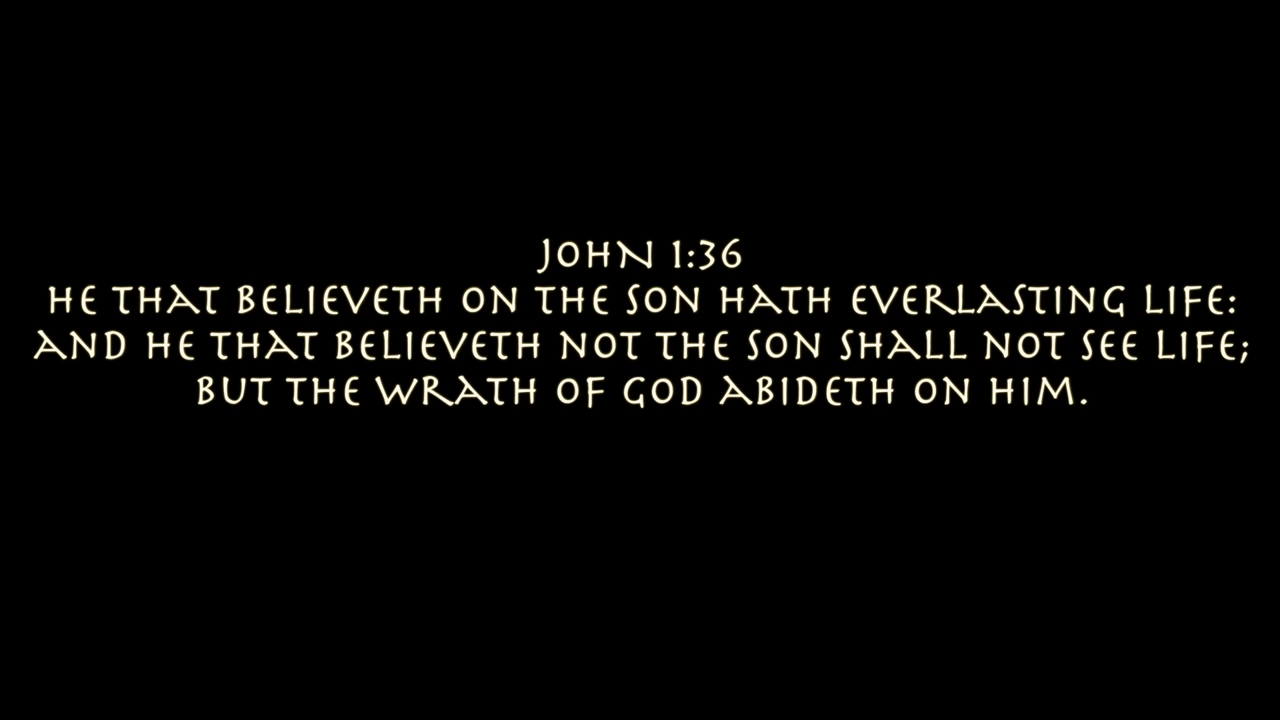 JOHN 1:36
HE THAT BELIEVETH ON THE SON HATH EVERLASTING LIFE:
AND HE THAT BELIEVETH NOT THE SON SHALL NOT SEE LIFE;
BUT THE WRATH OF GOD ABIDETH ON HIM.